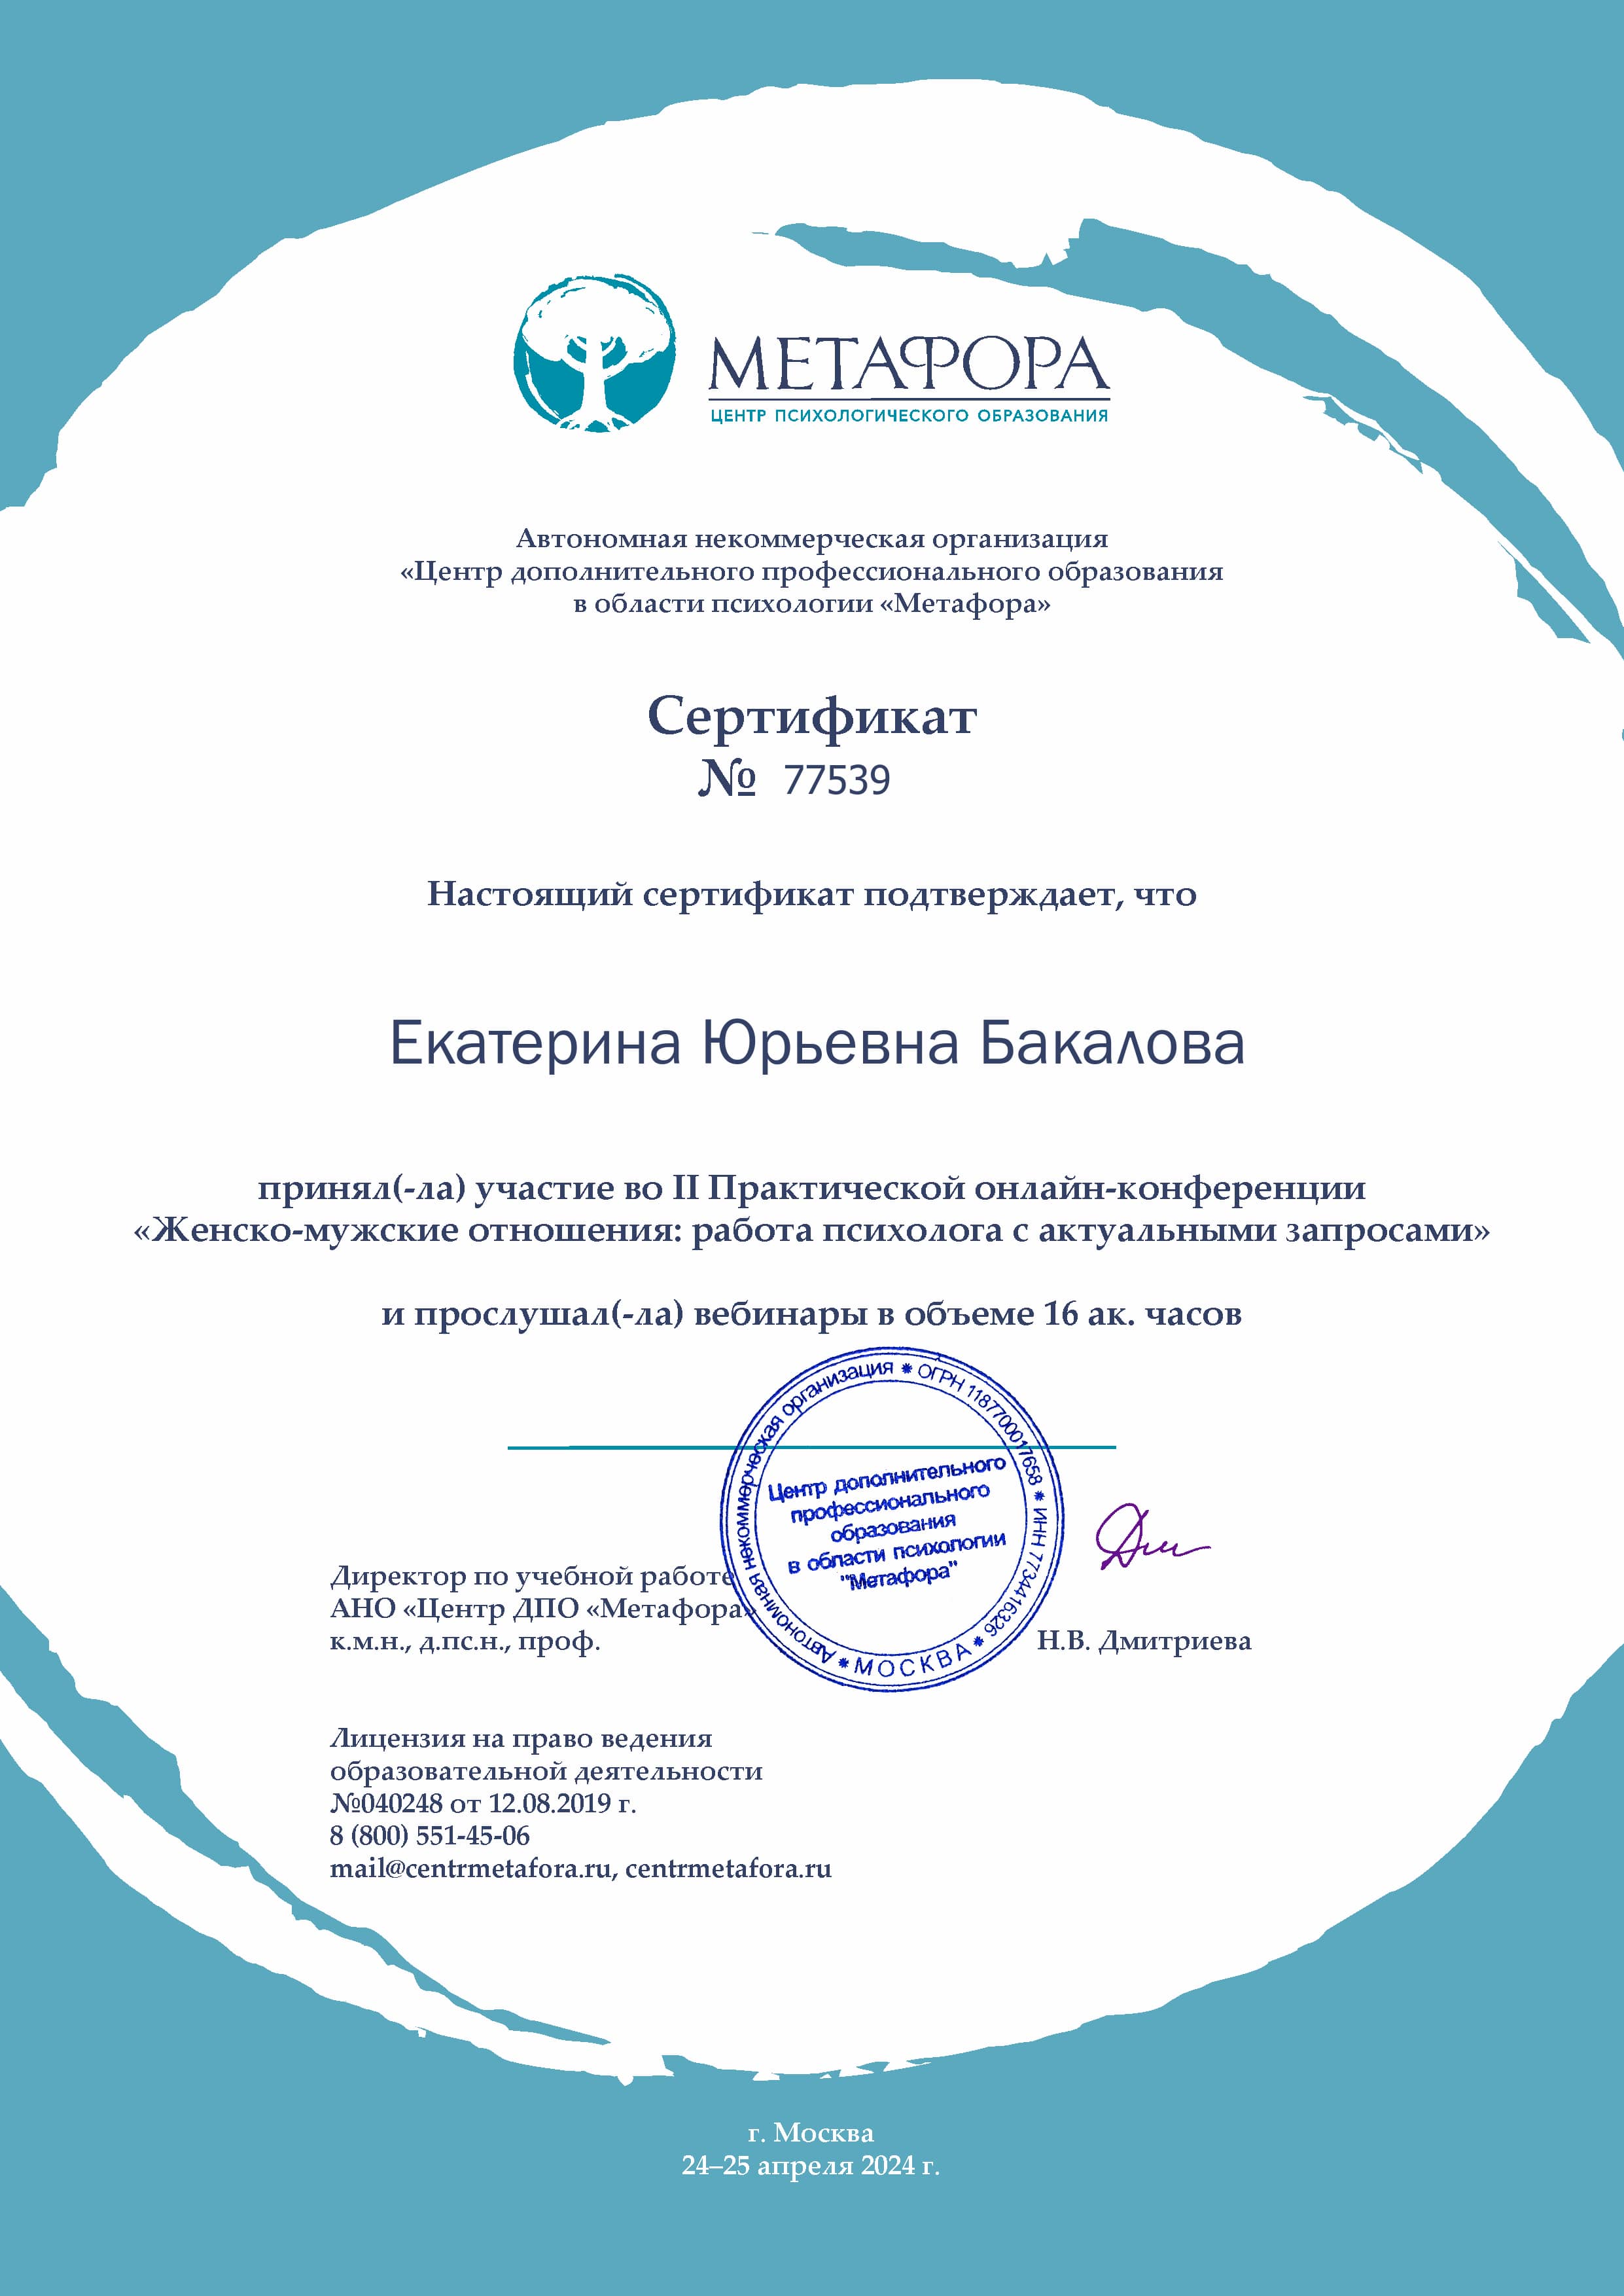 МЕТАФОРА
ЦЕНТР ПСИХОЛОГИЧЕСКОГО ОБРАЗОВАНИЯ
Автономная некоммерческая организация
«Центр дополнительного профессионального образования
в области психологии «Метафора»
Сертификат
№ 77539
Настоящий сертификат подтверждает, что
Екатерина Юрьевна Бакалова
принял(-ла) участие во II Практической онлайн-конференции
«Женско-мужские отношения: работа психолога с актуальными запросами»
и прослушал(-ла) вебинары в объеме 16 ак. часов
Автономная некоммерческая организация * ОГРН 1187700017658 * ИНН 7734416326 * МОСКВА *
Центр дополнительного
профессионального
образования
в области психологии
"Метафора"
Директор по учебной работе
АНО «Центр ДПО «Метафора»
к.м.н., д.пс.н., проф.
Н.В. Дмитриева
Лицензия на право ведения
образовательной деятельности
№040248 от 12.08.2019 г.
8 (800) 551-45-06
mail@centrmetafora.ru, centrmetafora.ru
г. Москва
24–25 апреля 2024 г.